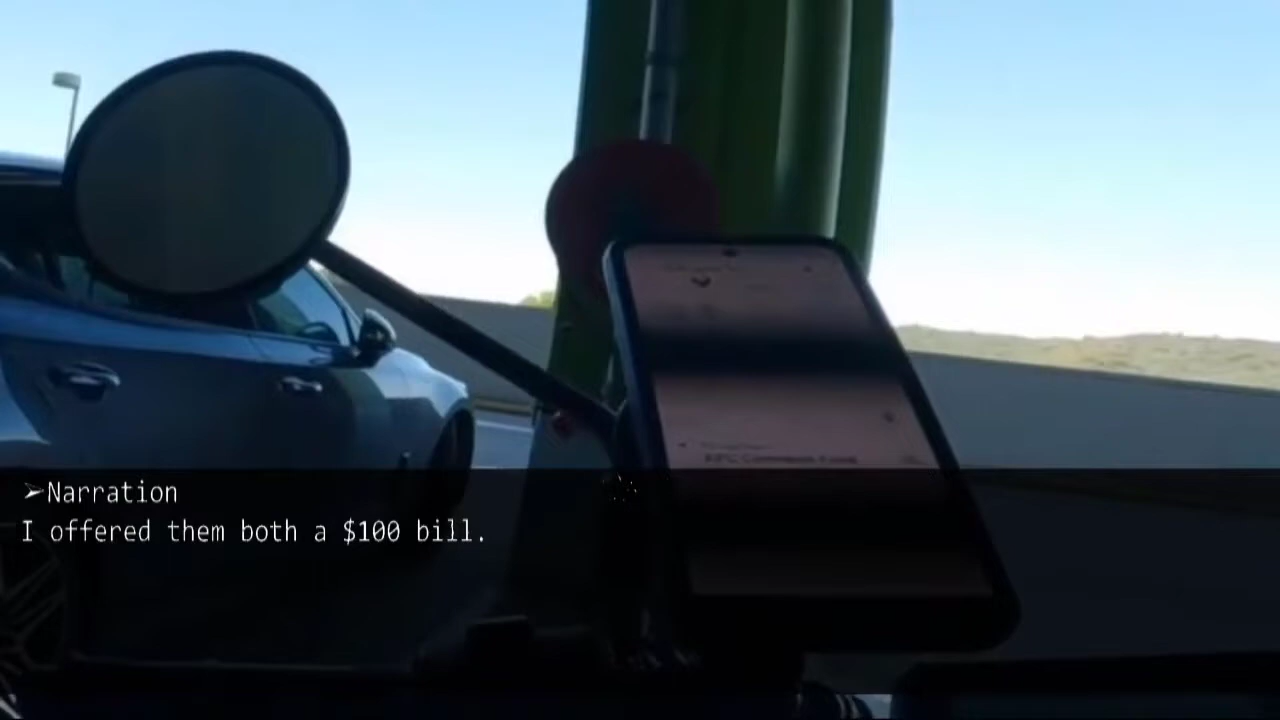 ➢Narration
I offered them both a $100 bill.